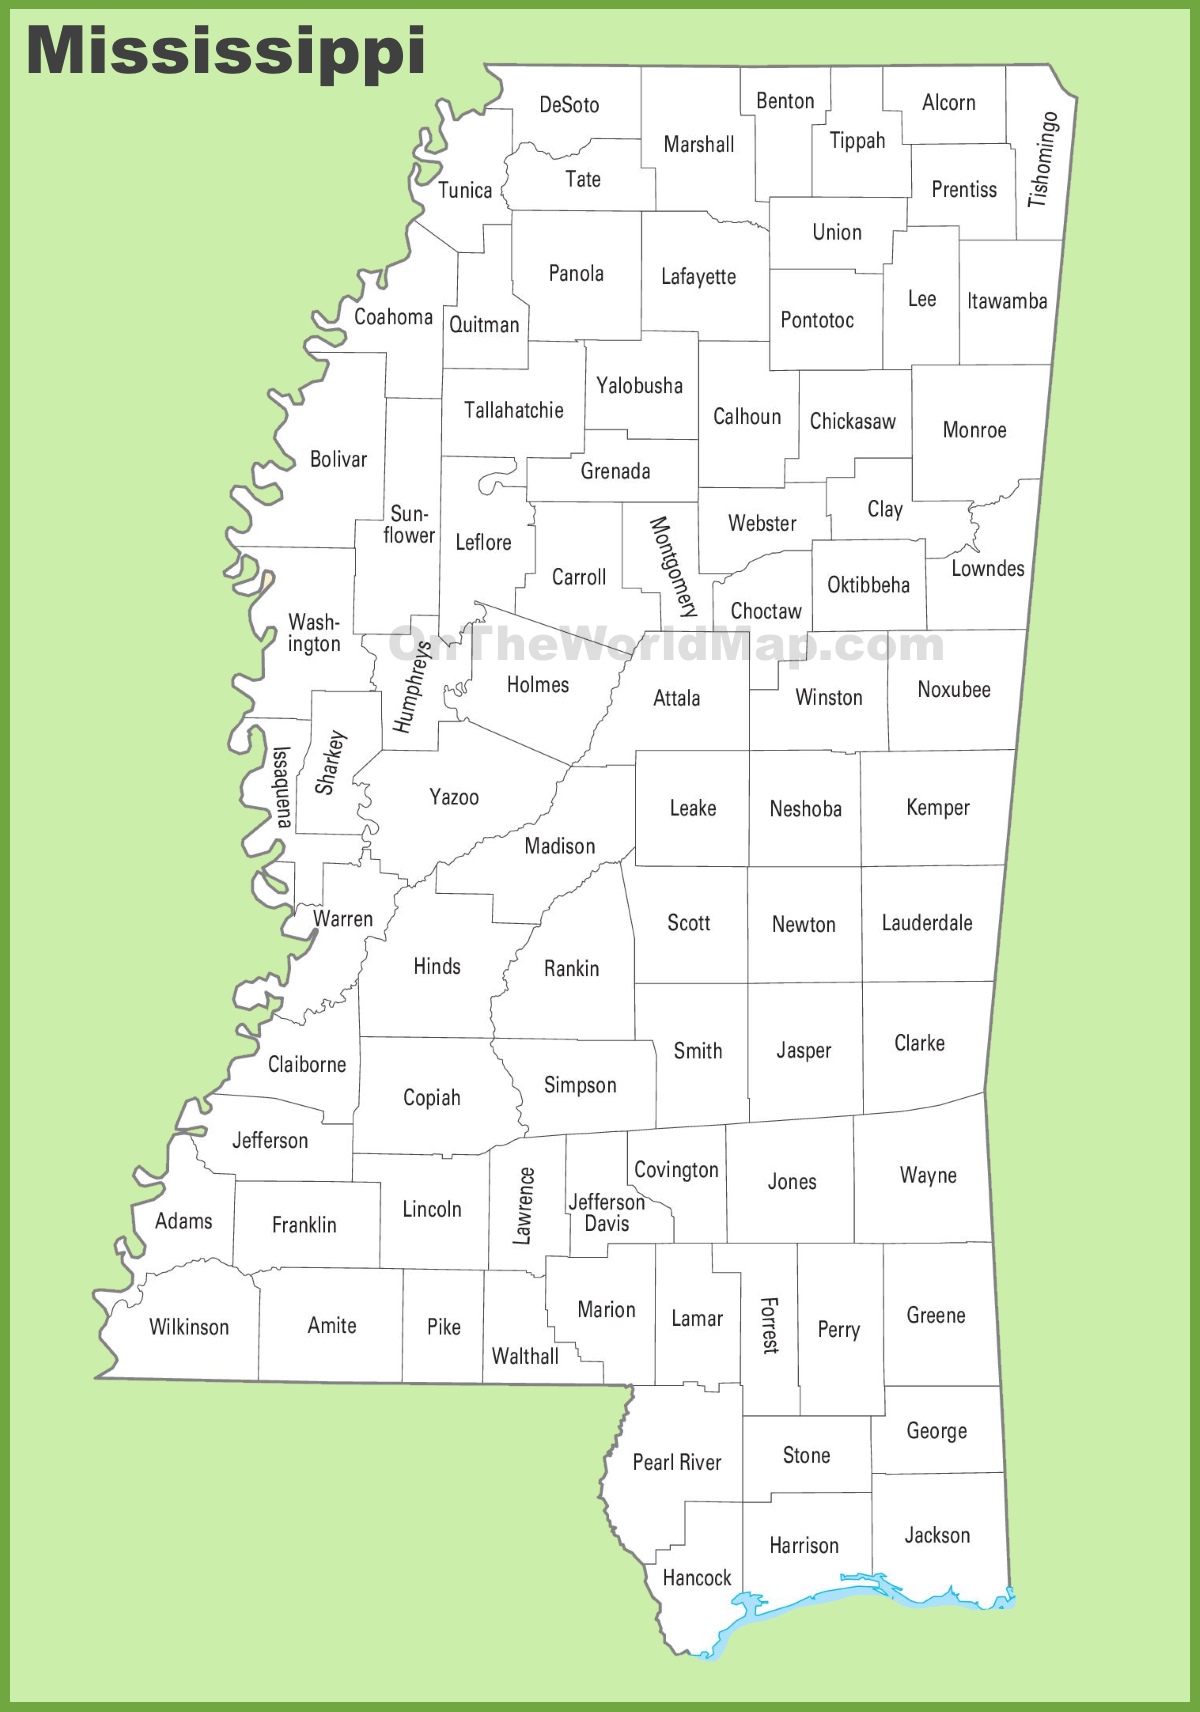 Mississippi
DeSoto
Benton
Alcorn
Marshall
Tippah
Tishomingo
Tunica
Tate
Prentiss
Union
Panola
Lafayette
Lee
Itawamba
Coahoma
Quitman
Pontotoc
Yalobusha
Tallahatchie
Calhoun
Chickasaw
Monroe
Bolivar
Grenada
Sun-
flower
Leflore
Webster
Clay
Montgomery
Carroll
Lowndes
Oktibbeha
Choctaw
Wash-
ington
OnTheWorldMap.com
Humphreys
Holmes
Attala
Winston
Noxubee
Issaquena
Sharkey
Yazoo
Leake
Neshoba
Kemper
Madison
Warren
Scott
Newton
Lauderdale
Hinds
Rankin
Claiborne
Smith
Jasper
Clarke
Copiah
Simpson
Jefferson
Covington
Jones
Wayne
Adams
Franklin
Lincoln
Lawrence
Jefferson
Davis
Wilkinson
Amite
Pike
Walthall
Marion
Lamar
Forrest
Perry
Greene
Pearl River
Stone
George
Hancock
Harrison
Jackson